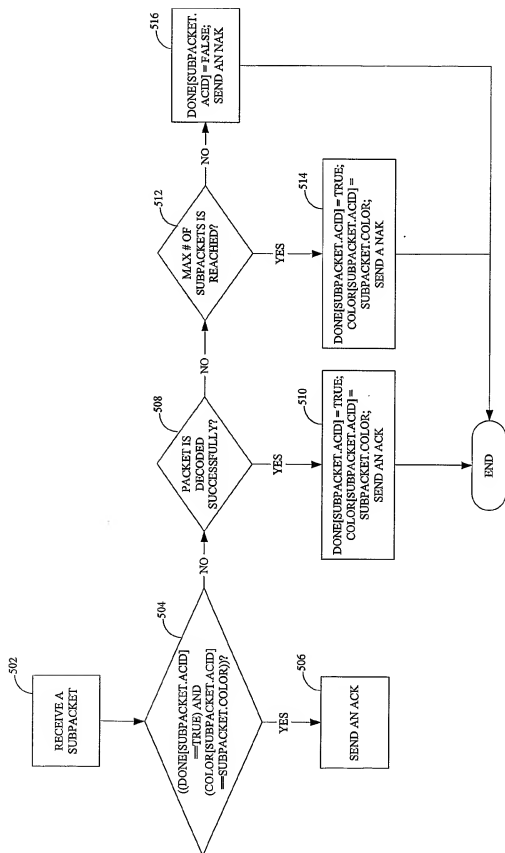 502
RECEIVE A
SUBPACKET
504
((DONE[SUBPACKET.ACID]
==TRUE) AND
(COLOR[SUBPACKET.ACID]
==SUBPACKET.COLOR))?
YES
506
SEND AN ACK
NO
508
PACKET IS
DECODED
SUCCESSFULLY?
YES
510
DONE[SUBPACKET.ACID] = TRUE;
COLOR[SUBPACKET.ACID] =
SUBPACKET.COLOR;
SEND AN ACK
NO
512
MAX # OF
SUBPACKETS IS
REACHED?
YES
514
DONE[SUBPACKET.ACID] = TRUE;
COLOR[SUBPACKET.ACID] =
SUBPACKET.COLOR;
SEND A NAK
NO
516
DONE[SUBPACKET.
ACID] = FALSE;
SEND AN NAK
END